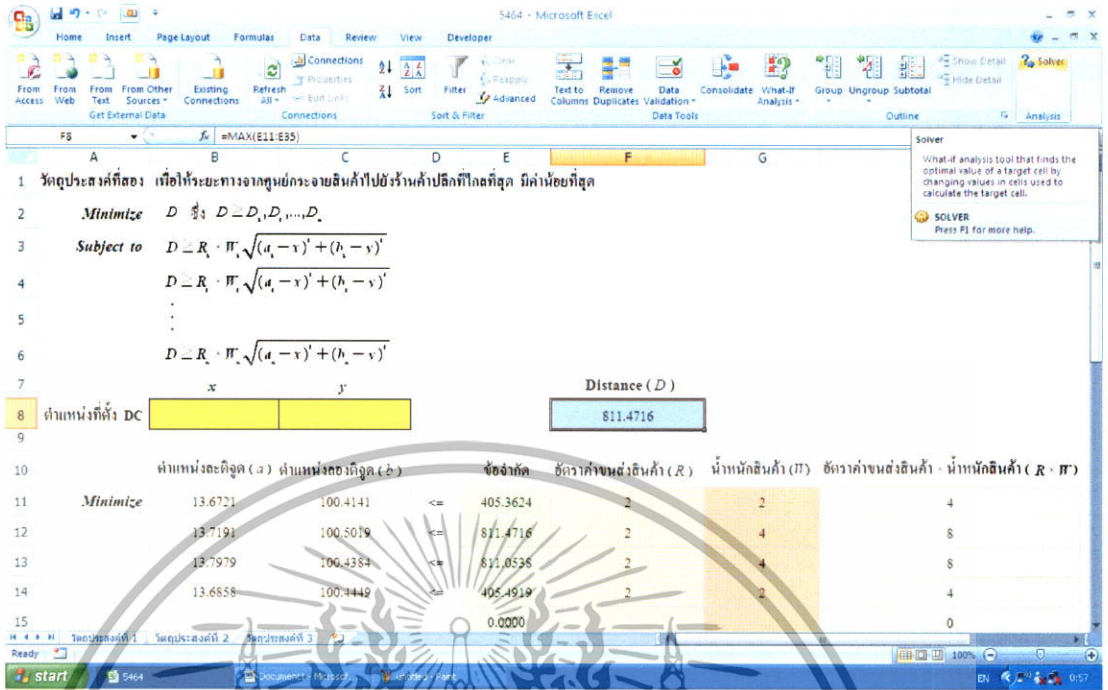 5464 - Microsoft Excel
Home Insert Page Layout Formulas Data Review View Developer
From Access
From Web
From Text
From Other Sources
Existing Connections
Get External Data
Refresh All
Connections
Properties
Edit Links
Connections
Sort
Filter
Clear
Reapply
Advanced
Sort & Filter
Text to Columns
Remove Duplicates
Data Validation
Consolidate
What-If Analysis
Data Tools
Group
Ungroup
Subtotal
Show Detail
Hide Detail
Outline
Solver
Analysis
F8 fx =MAX(E11:E35)
Solver
What-if analysis tool that finds the
optimal value of a target cell by
changing values in cells used to
calculate the target cell.
SOLVER
Press F1 for more help.
A B C D E F G
1 วัตถุประสงค์ที่สอง เพื่อให้ระยะทางจากศูนย์กระจายสินค้าไปยังร้านค้าปลีกที่ไกลที่สุด มีค่าน้อยที่สุด
2 Minimize D ซึ่ง
3 Subject to
4
5
6
7 x y Distance ( D )
8 ตำแหน่งที่ตั้ง DC 811.4716
9
10 ตำแหน่งละติจูด ( a ) ตำแหน่งลองติจูด ( b ) ข้อจำกัด อัตราค่าขนส่งสินค้า ( R ) น้ำหนักสินค้า ( W ) อัตราค่าขนส่งสินค้า · น้ำหนักสินค้า ( R · W )
11 Minimize 13.6721 100.4141 <= 405.3624 2 2 4
12 13.7191 100.5019 <= 811.4716 2 4 8
13 13.7979 100.4384 <= 811.0538 2 4 8
14 13.6858 100.4449 <= 405.4919 2 2 4
15 0.0000 0
วัตถุประสงค์ที่ 1 วัตถุประสงค์ที่ 2 วัตถุประสงค์ที่ 3
Ready 100%
start 5464 Document1 - Microsof... untitled - Paint EN 0:57